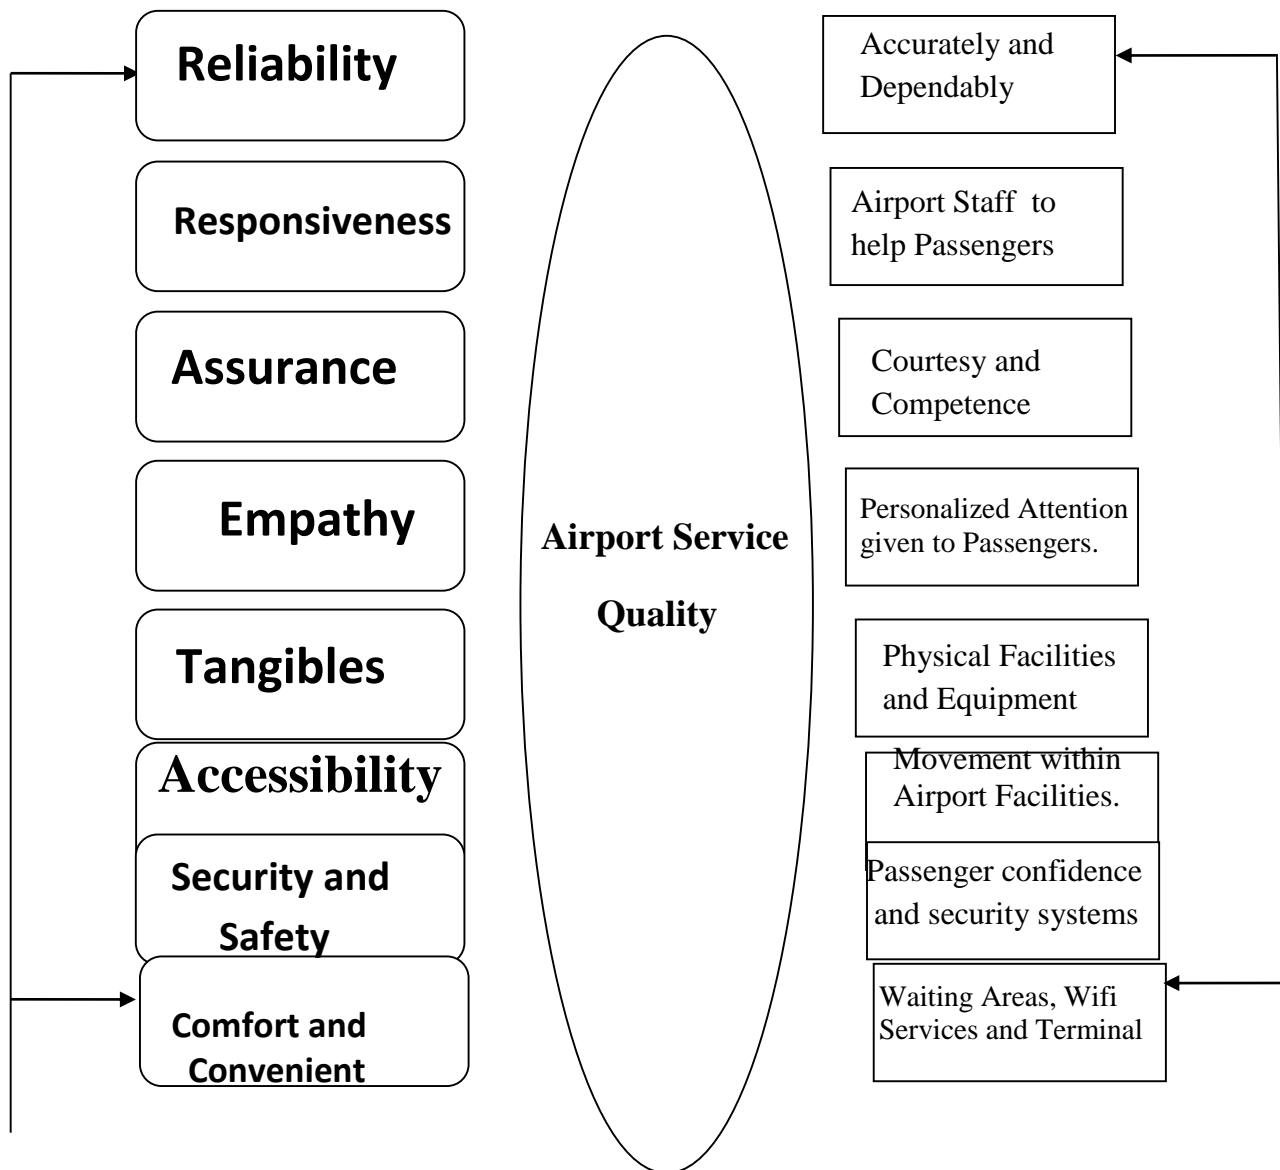 Reliability
Responsiveness
Assurance
Empathy
Tangibles
Accessibility
Security and
Safety
Comfort and
Convenient
Airport Service
Quality
Accurately and
Dependably
Airport Staff to
help Passengers
Courtesy and
Competence
Personalized Attention
given to Passengers.
Physical Facilities
and Equipment
Movement within
Airport Facilities.
Passenger confidence
and security systems
Waiting Areas, Wifi
Services and Terminal